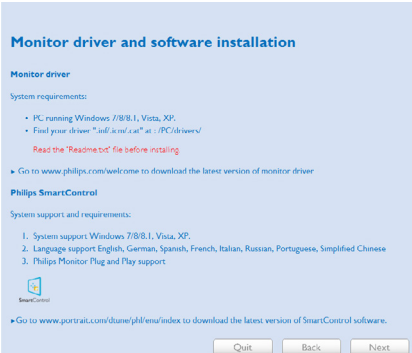 Monitor driver and software installation
Monitor driver
System requirements:
• PC running Windows 7/8/8.1, Vista, XP.
• Find your driver ".inf/.icm/.cat" at : /PC/drivers/
Read the "Readme.txt" file before installing
▸ Go to www.philips.com/welcome to download the latest version of monitor driver
Philips SmartControl
System support and requirements:
1. System support Windows 7/8/8.1, Vista, XP.
2. Language support English, German, Spanish, French, Italian, Russian, Portuguese, Simplified Chinese
3. Philips Monitor Plug and Play support
SmartControl
▸Go to www.portrait.com/dtune/phl/enu/index to download the latest version of SmartControl software.
Quit Back Next